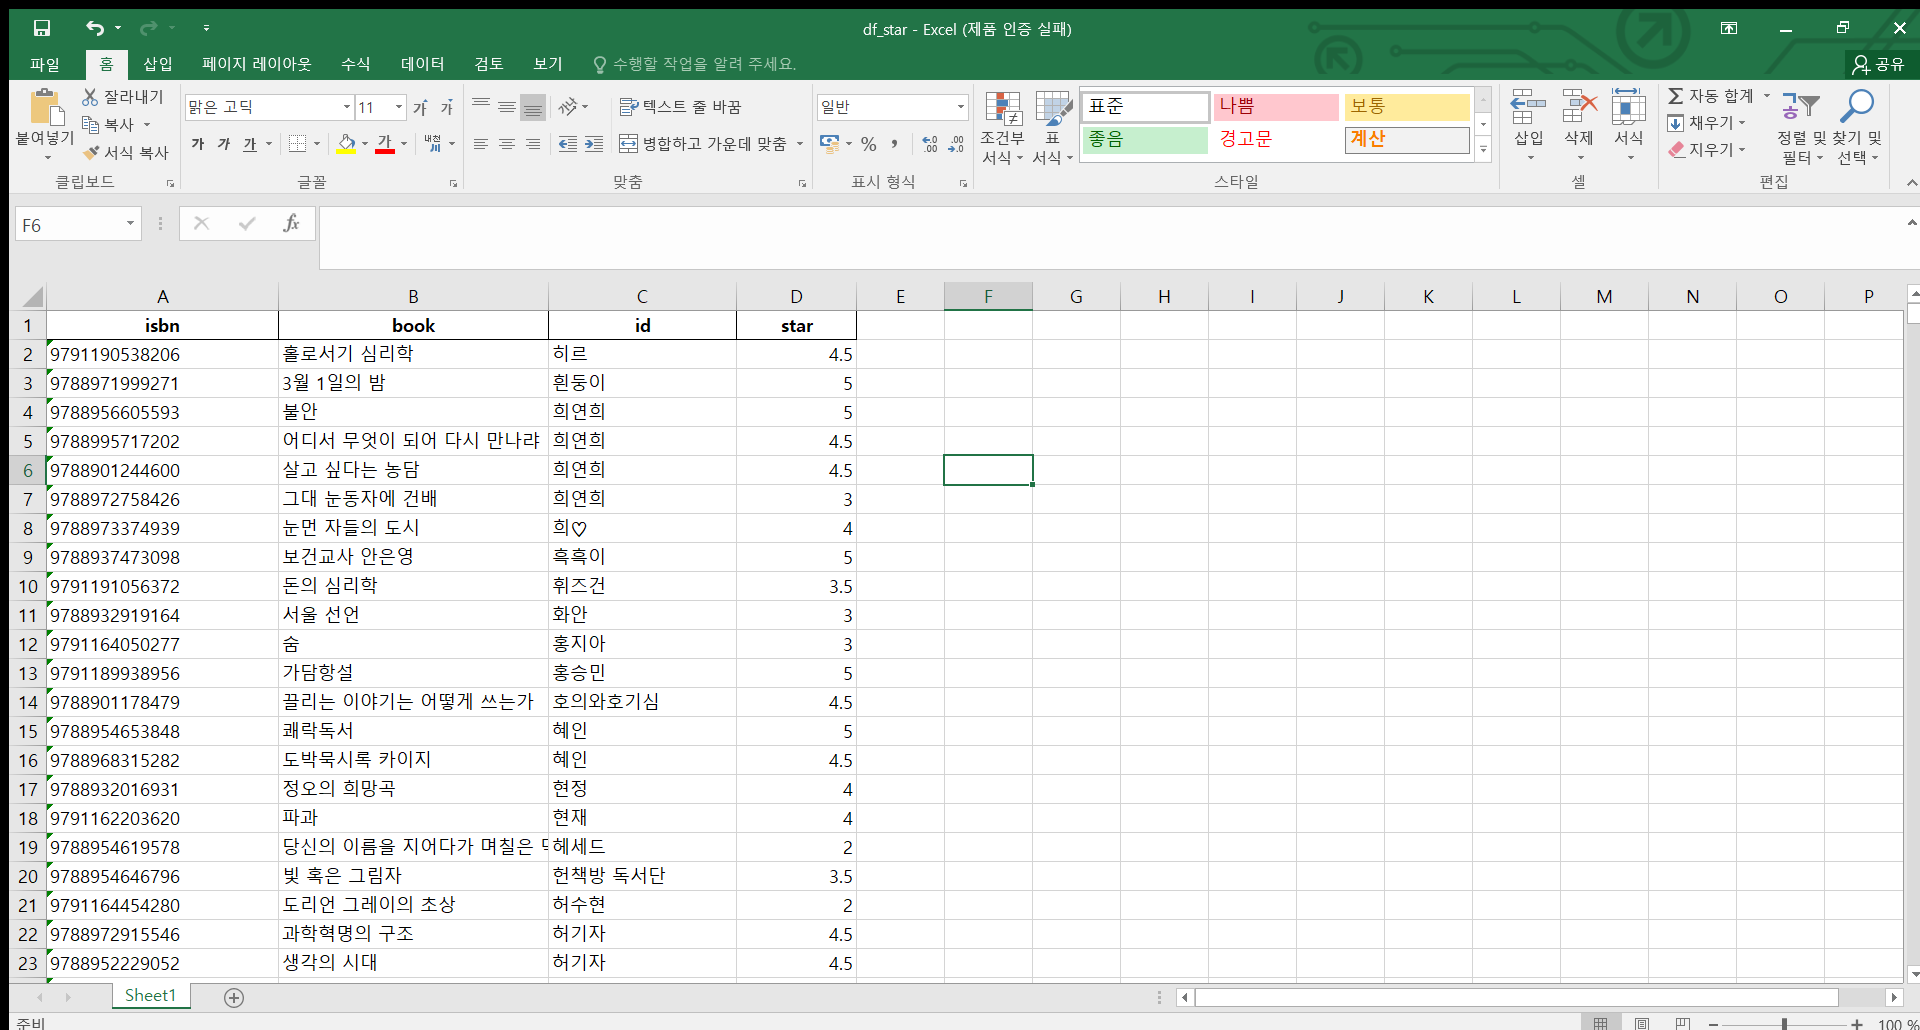 df_star - Excel (제품 인증 실패)
파일 홈 삽입 페이지 레이아웃 수식 데이터 검토 보기 수행할 작업을 알려 주세요. 공유
붙여넣기 잘라내기 복사 서식 복사 클립보드
맑은 고딕 11 가 가
가 가 가 가 내천 글꼴
텍스트 줄 바꿈
병합하고 가운데 맞춤 맞춤
일반
% , 표시 형식
조건부 서식 표 서식
표준 나쁨 보통
좋음 경고문 계산
스타일
삽입 삭제 서식 셀
자동 합계 채우기 지우기
정렬 및 필터 찾기 및 선택 편집
F6 fx
A B C D E F G H I J K L M N O P
1 isbn book id star
2 9791190538206 홀로서기 심리학 히르 4.5
3 9788971999271 3월 1일의 밤 흰둥이 5
4 9788956605593 불안 희연희 5
5 9788995717202 어디서 무엇이 되어 다시 만나랴 희연희 4.5
6 9788901244600 살고 싶다는 농담 희연희 4.5
7 9788972758426 그대 눈동자에 건배 희연희 3
8 9788973374939 눈먼 자들의 도시 희♡ 4
9 9788937473098 보건교사 안은영 흑흑이 5
10 9791191056372 돈의 심리학 휘즈건 3.5
11 9788932919164 서울 선언 화안 3
12 9791164050277 숨 홍지아 3
13 9791189938956 가담항설 홍승민 5
14 9788901178479 끌리는 이야기는 어떻게 쓰는가 호의와호기심 4.5
15 9788954653848 쾌락독서 혜인 5
16 9788968315282 도박묵시록 카이지 혜인 4.5
17 9788932016931 정오의 희망곡 현정 4
18 9791162203620 파과 현재 4
19 9788954619578 당신의 이름을 지어다가 며칠은 헤세드 2
20 9788954646796 빛 혹은 그림자 헌책방 독서단 3.5
21 9791164454280 도리언 그레이의 초상 허수현 2
22 9788972915546 과학혁명의 구조 허기자 4.5
23 9788952229052 생각의 시대 허기자 4.5
Sheet1
준비 100 %